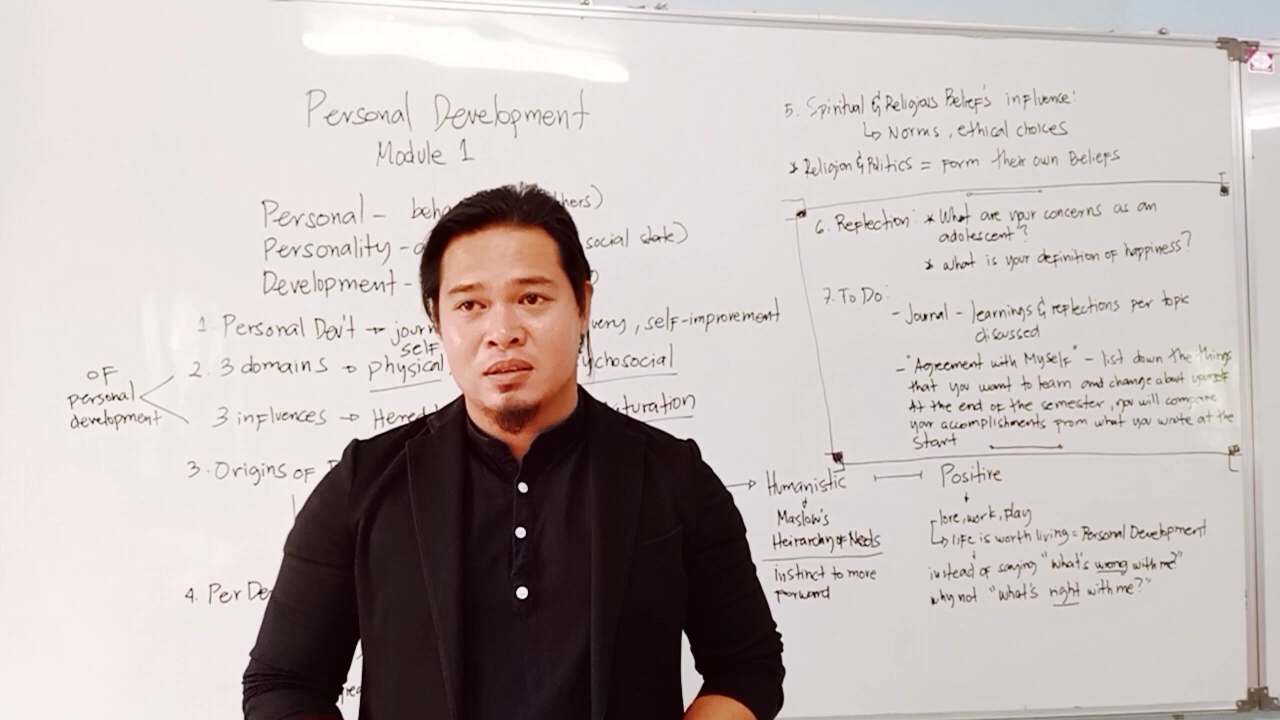 Personal Development
Module 1
Personal - beha
hers)
Personality -
social state)
Development -
1. Personal Dev't → journ
very, self-improvement
self
OF
personal
development
2. 3 domains → physical
ychosocial
3 influences → Hered
aturation
3. Origins of
4. Per De
5. Spiritual & Religious Belief's influence:
↳ Norms, ethical choices
* Religion & Politics = Form their own Beliefs
6. Reflection: * What are your concerns as an
adolescent?
* what is your definition of happiness?
7. To Do:
- Journal - learnings & reflections per topic
discussed
- "Agreement with Myself" - list down the things
that you want to learn and change about yourself
At the end of the semester, you will compare
your accomplishments from what you wrote at the
start
→ Humanistic
Maslow's
Heirarchy of Needs
instinct to move
forward
Positive
love, work, play
↳ life is worth living = Personal Development
instead of saying "what's wrong with me?"
why not "what's right with me?"